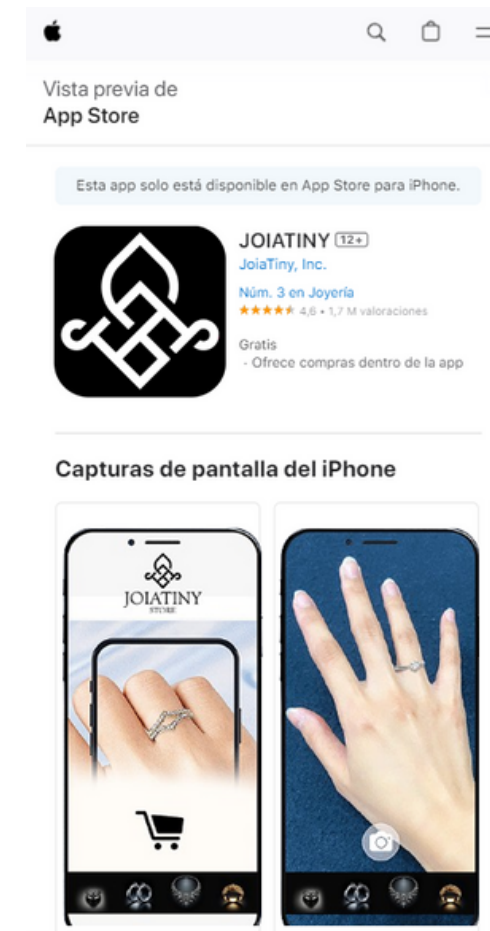 Vista previa de
App Store
Esta app solo está disponible en App Store para iPhone.
JOIATINY 12+
JoiaTiny, Inc.
Núm. 3 en Joyería
★★★★★ 4,6 • 1,7 M valoraciones
Gratis
- Ofrece compras dentro de la app
Capturas de pantalla del iPhone
JOIATINY
STORE